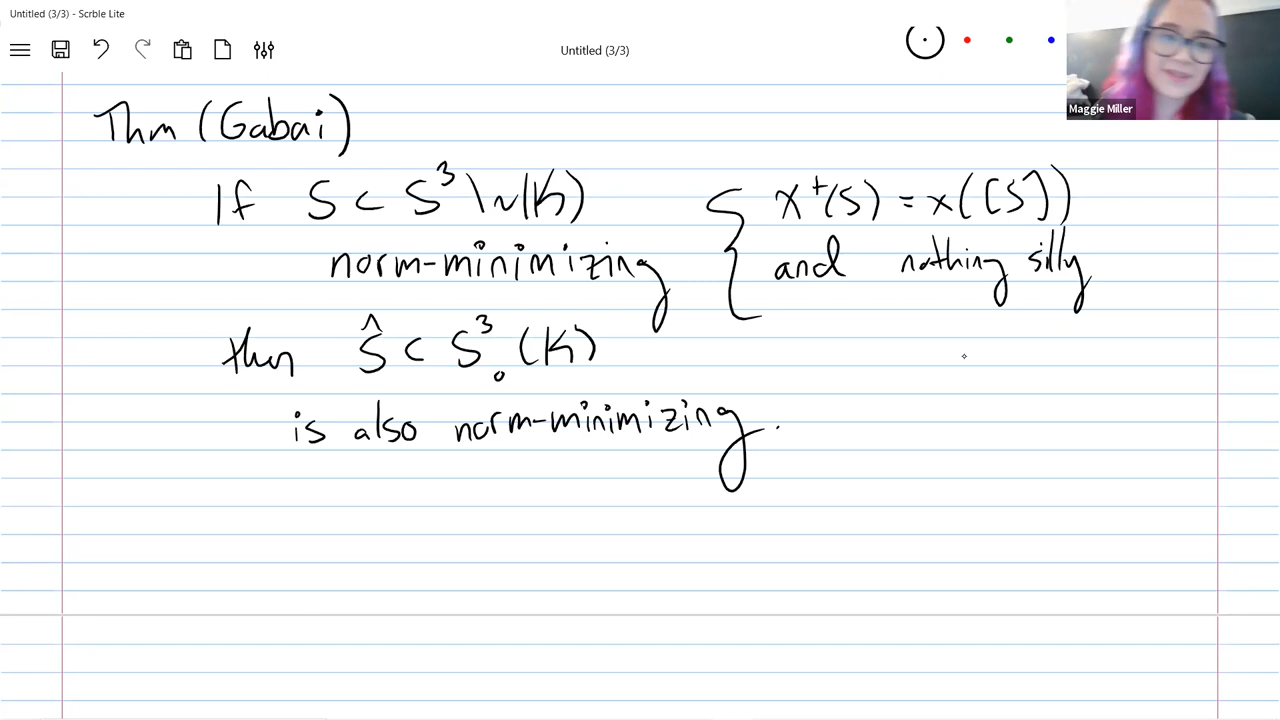 Untitled (3/3) - Scrble Lite
Untitled (3/3)
Maggie Miller
Thm (Gabai)
If S ⊂ S³ \ ν(K) { χ⁺(S) = x([S])
norm-minimizing and nothing silly
then Ŝ ⊂ S³₀(K)
is also norm-minimizing.